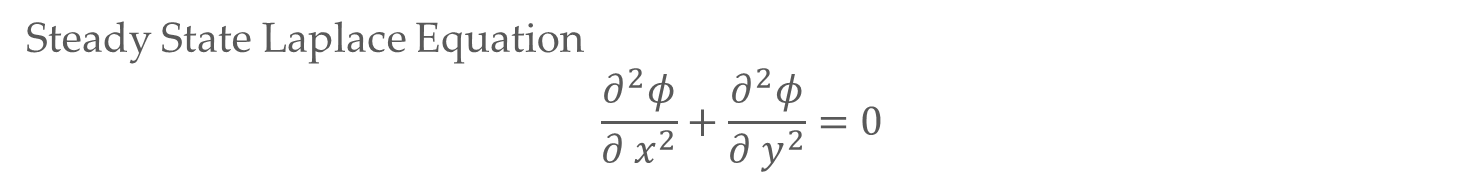 Steady State Laplace Equation
∂²ϕ/∂ x² + ∂²ϕ/∂ y² = 0